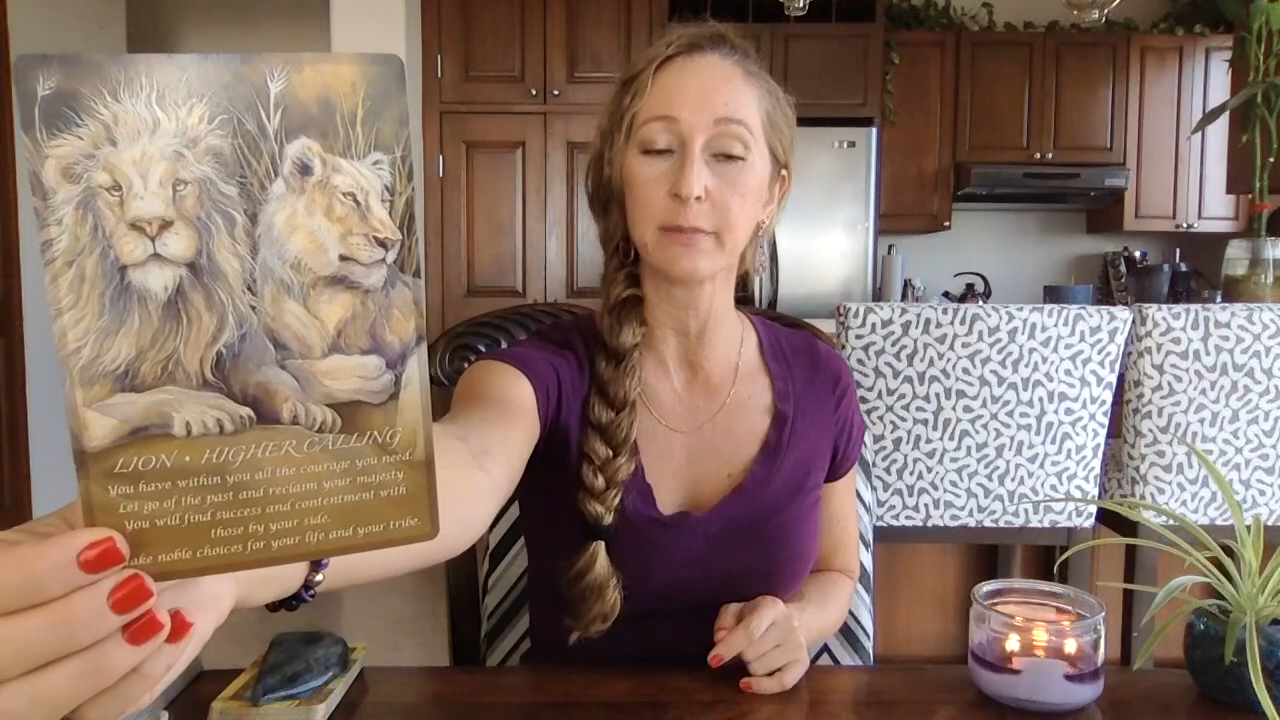 LION • HIGHER CALLING
You have within you all the courage you need.
Let go of the past and reclaim your majesty.
You will find success and contentment with
those by your side.
ake noble choices for your life and your tribe.